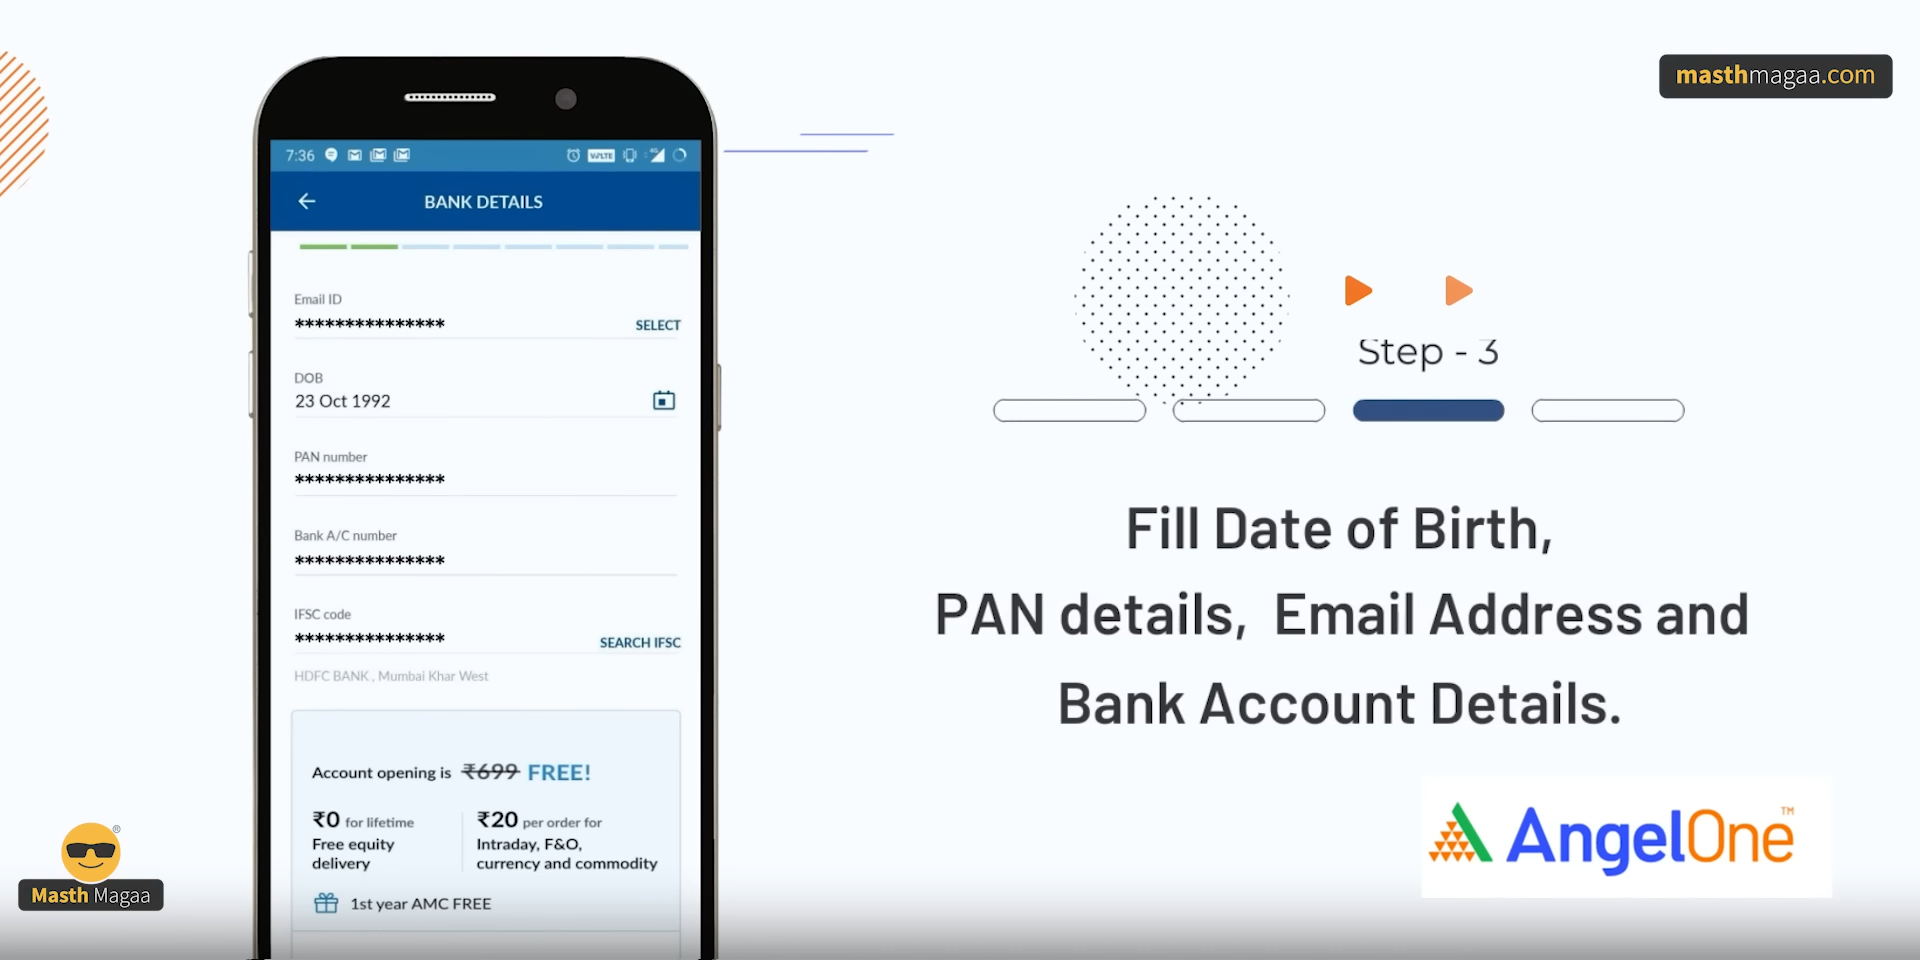 masthmagaa.com
7:36
VoLTE
4G
BANK DETAILS
Email ID
***************
SELECT
DOB
23 Oct 1992
PAN number
***************
Bank A/C number
***************
IFSC code
***************
SEARCH IFSC
HDFC BANK , Mumbai Khar West
Account opening is ₹699 FREE!
₹0 for lifetime
Free equity
delivery
₹20 per order for
Intraday, F&O,
currency and commodity
1st year AMC FREE
Step - 3
Fill Date of Birth,
PAN details, Email Address and
Bank Account Details.
AngelOne™
®
Masth Magaa